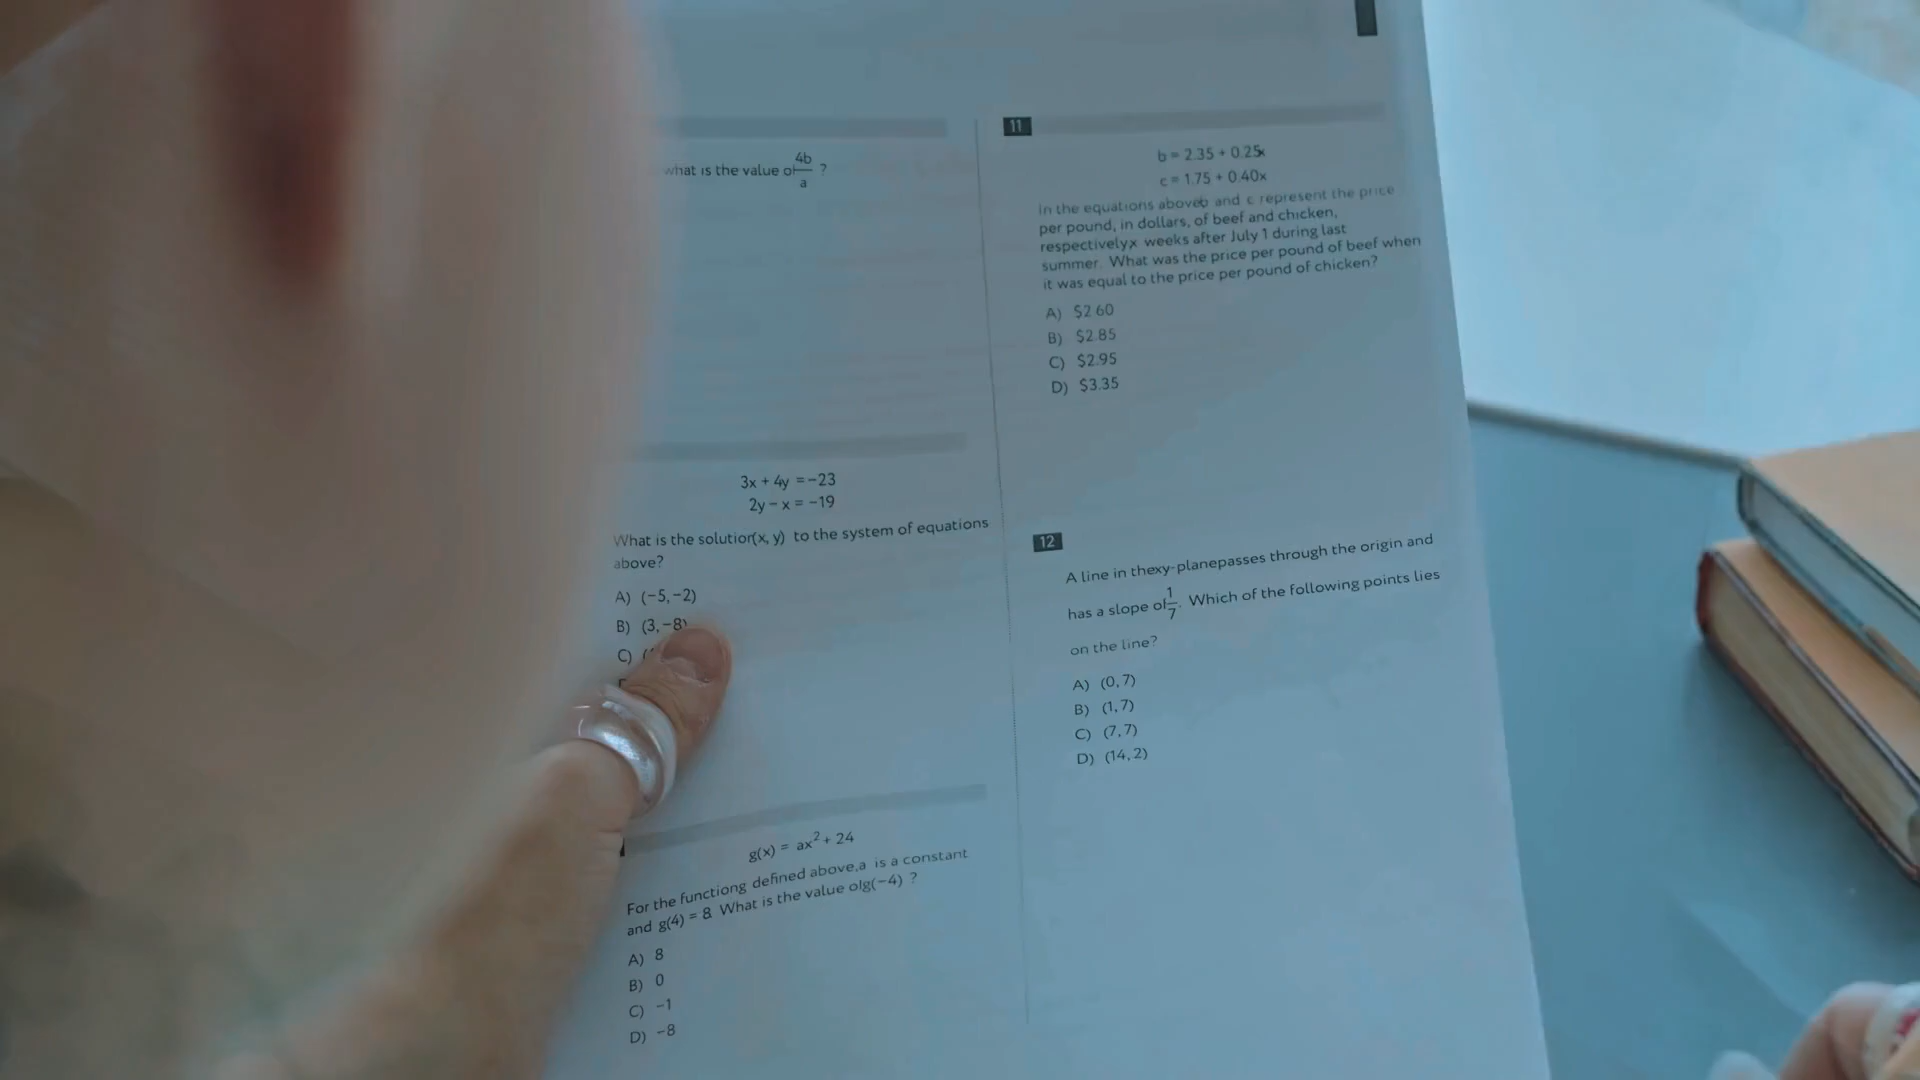 what is the value of 4b/a ?
3x + 4y = −23
2y − x = −19
What is the solution(x, y) to the system of equations
above?
A) (−5, −2)
B) (3, −8)
C) (
g(x) = ax² + 24
For the functiong defined above,a is a constant
and g(4) = 8. What is the value of g(−4) ?
A) 8
B) 0
C) −1
D) −8
11
b = 2.35 + 0.25x
c = 1.75 + 0.40x
In the equations aboveb and c represent the price
per pound, in dollars, of beef and chicken,
respectivelyx weeks after July 1 during last
summer. What was the price per pound of beef when
it was equal to the price per pound of chicken?
A) $2.60
B) $2.85
C) $2.95
D) $3.35
12
A line in thexy-planepasses through the origin and
has a slope of 1/7. Which of the following points lies
on the line?
A) (0, 7)
B) (1, 7)
C) (7, 7)
D) (14, 2)